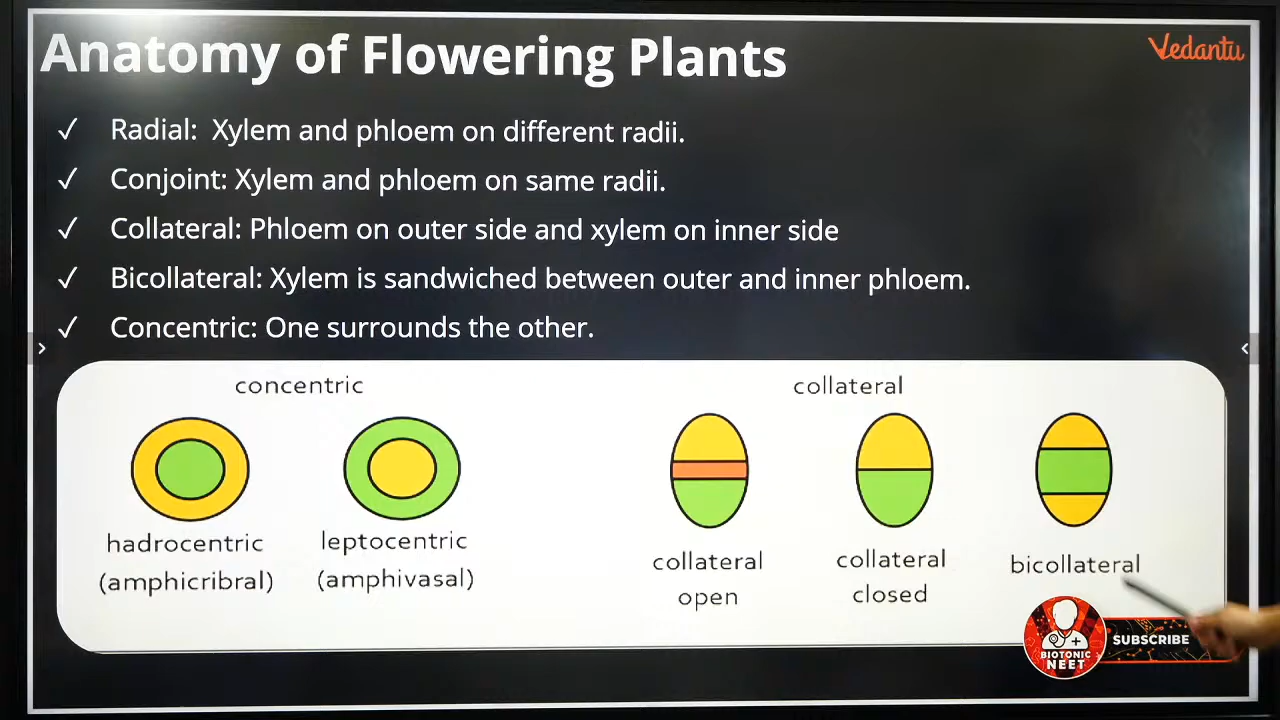 Anatomy of Flowering Plants
Vedantu
✓ Radial: Xylem and phloem on different radii.
✓ Conjoint: Xylem and phloem on same radii.
✓ Collateral: Phloem on outer side and xylem on inner side
✓ Bicollateral: Xylem is sandwiched between outer and inner phloem.
✓ Concentric: One surrounds the other.
concentric
collateral
hadrocentric
(amphicribral)
leptocentric
(amphivasal)
collateral
open
collateral
closed
bicollateral
BIOTONIC
NEET
SUBSCRIBE